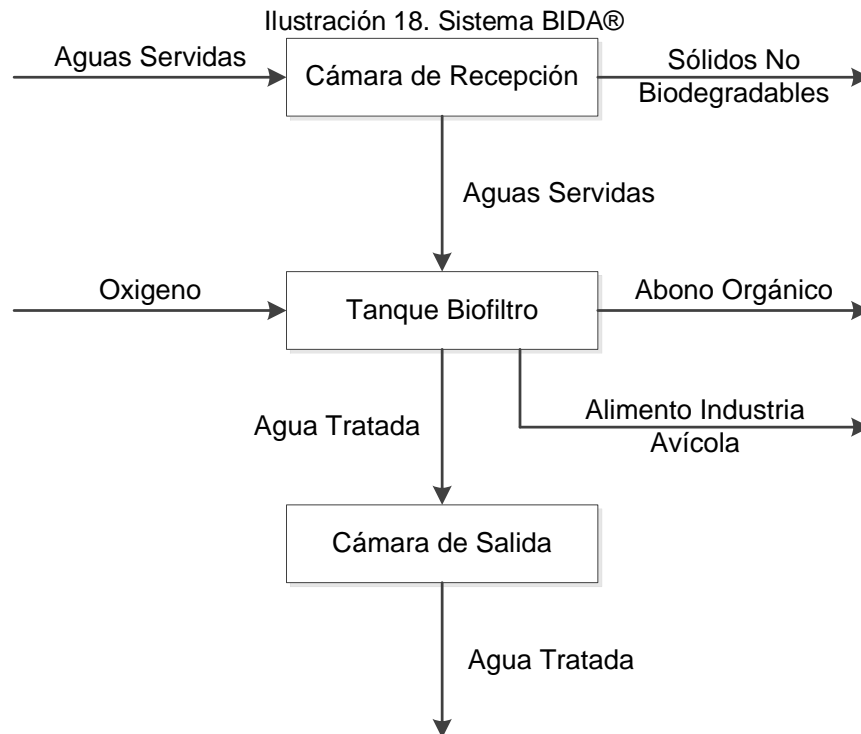 Ilustración 18. Sistema BIDA®
Aguas Servidas
Cámara de Recepción
Sólidos No
Biodegradables
Aguas Servidas
Oxigeno
Tanque Biofiltro
Abono Orgánico
Agua Tratada
Alimento Industria
Avícola
Cámara de Salida
Agua Tratada